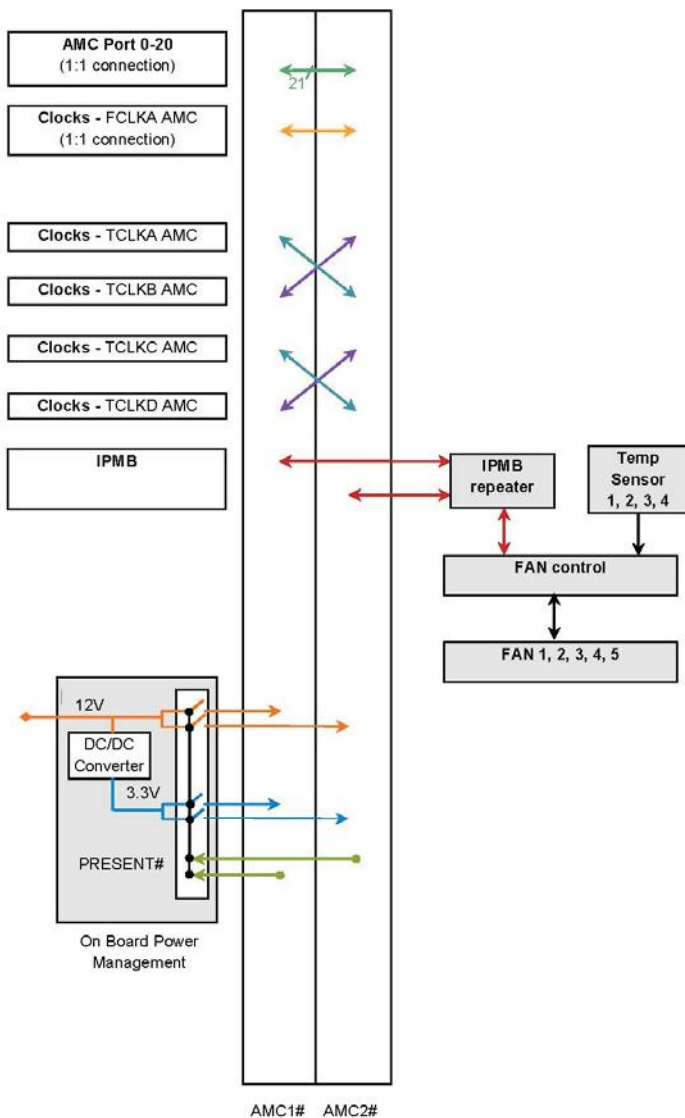 AMC Port 0-20
(1:1 connection)
21
Clocks - FCLKA AMC
(1:1 connection)
Clocks - TCLKA AMC
Clocks - TCLKB AMC
Clocks - TCLKC AMC
Clocks - TCLKD AMC
IPMB
IPMB
repeater
Temp
Sensor
1, 2, 3, 4
FAN control
FAN 1, 2, 3, 4, 5
12V
DC/DC
Converter
3.3V
PRESENT#
On Board Power
Management
AMC1# AMC2#